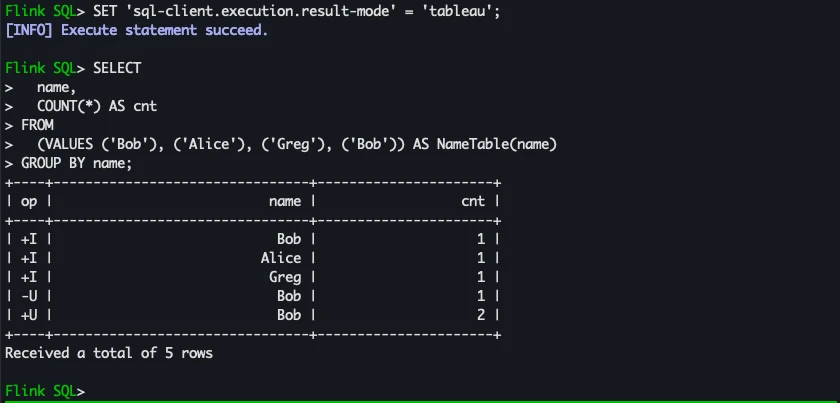 Flink SQL> SET 'sql-client.execution.result-mode' = 'tableau';
[INFO] Execute statement succeed.

Flink SQL> SELECT
>   name,
>   COUNT(*) AS cnt
> FROM
>   (VALUES ('Bob'), ('Alice'), ('Greg'), ('Bob')) AS NameTable(name)
> GROUP BY name;
+----+--------------------------------+----------------------+
| op |                           name |                  cnt |
+----+--------------------------------+----------------------+
| +I |                            Bob |                    1 |
| +I |                          Alice |                    1 |
| +I |                           Greg |                    1 |
| -U |                            Bob |                    1 |
| +U |                            Bob |                    2 |
+----+--------------------------------+----------------------+
Received a total of 5 rows

Flink SQL>